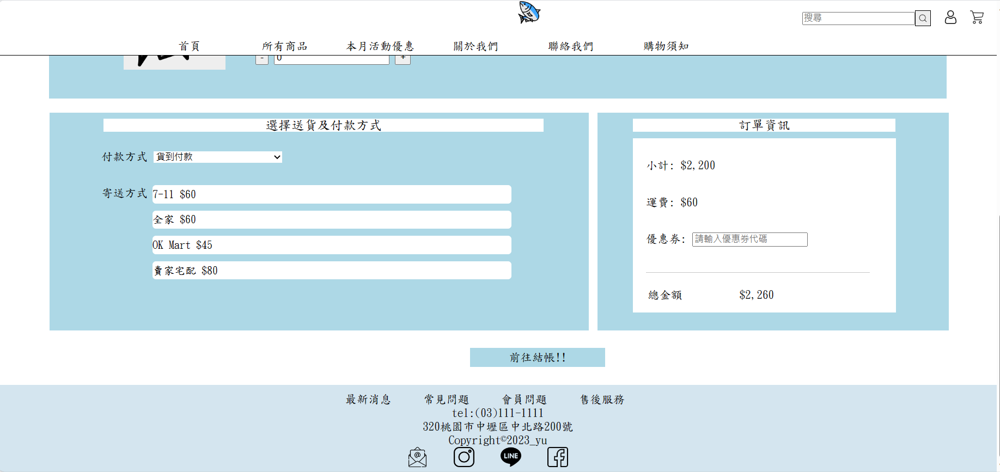 搜尋
首頁 所有商品 本月活動優惠 關於我們 聯絡我們 購物須知
- 0 +
選擇送貨及付款方式
付款方式 貨到付款
寄送方式 7-11 $60
全家 $60
OK Mart $45
賣家宅配 $80
訂單資訊
小計: $2,200
運費: $60
優惠券: 請輸入優惠券代碼
總金額 $2,260
前往結帳!!
最新消息 常見問題 會員問題 售後服務
tel:(03)111-1111
320桃園市中壢區中北路200號
Copyright©2023_yu
@ LINE